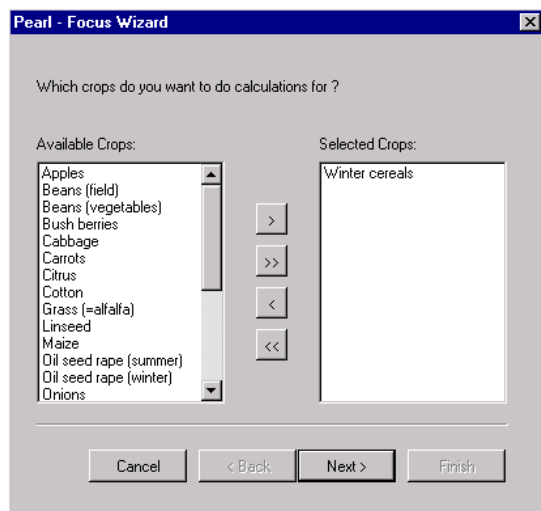 Pearl - Focus Wizard
Which crops do you want to do calculations for ?
Available Crops:
Apples
Beans (field)
Beans (vegetables)
Bush berries
Cabbage
Carrots
Citrus
Cotton
Grass (=alfalfa)
Linseed
Maize
Oil seed rape (summer)
Oil seed rape (winter)
Onions
>
>>
<
<<
Selected Crops:
Winter cereals
Cancel
< Back
Next >
Finish